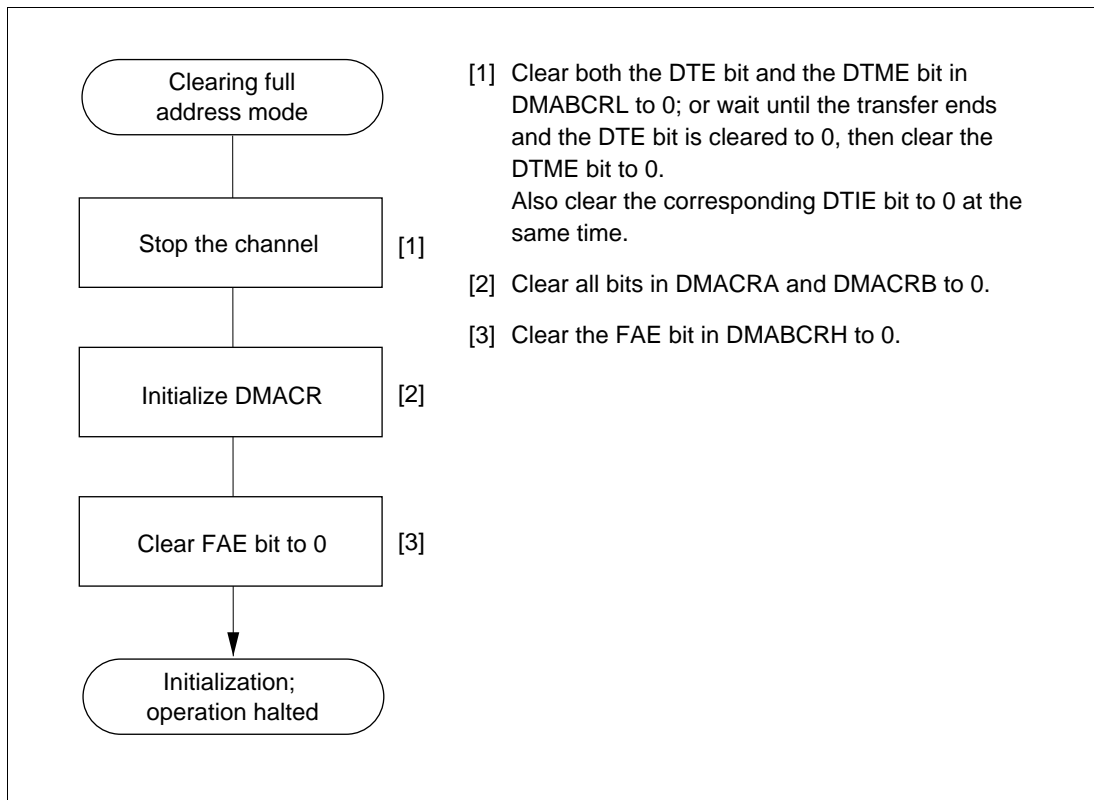 Clearing full
address mode
Stop the channel
[1]
Initialize DMACR
[2]
Clear FAE bit to 0
[3]
Initialization;
operation halted
[1] Clear both the DTE bit and the DTME bit in
DMABCRL to 0; or wait until the transfer ends
and the DTE bit is cleared to 0, then clear the
DTME bit to 0.
Also clear the corresponding DTIE bit to 0 at the
same time.
[2] Clear all bits in DMACRA and DMACRB to 0.
[3] Clear the FAE bit in DMABCRH to 0.